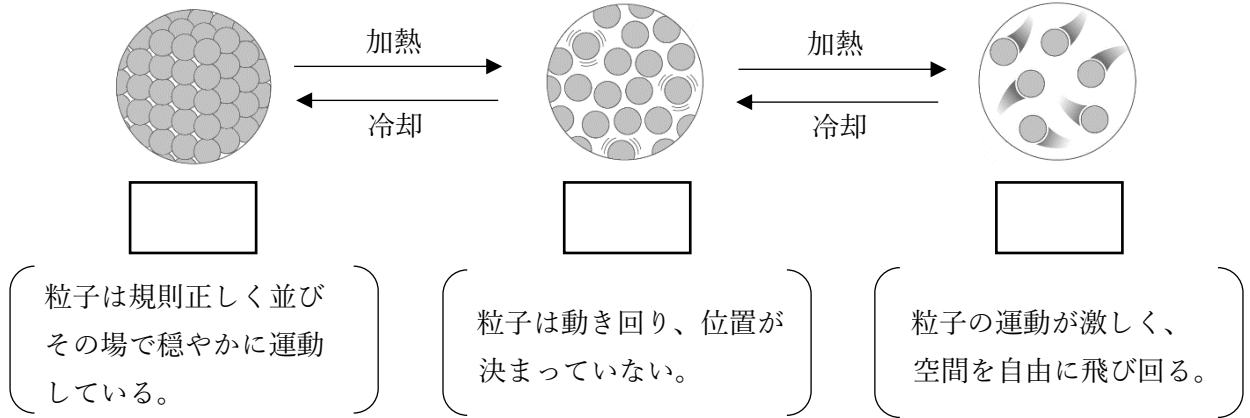 加熱
冷却
加熱
冷却
粒子は規則正しく並び
その場で穏やかに運動
している。
粒子は動き回り、位置が
決まっていない。
粒子の運動が激しく、
空間を自由に飛び回る。